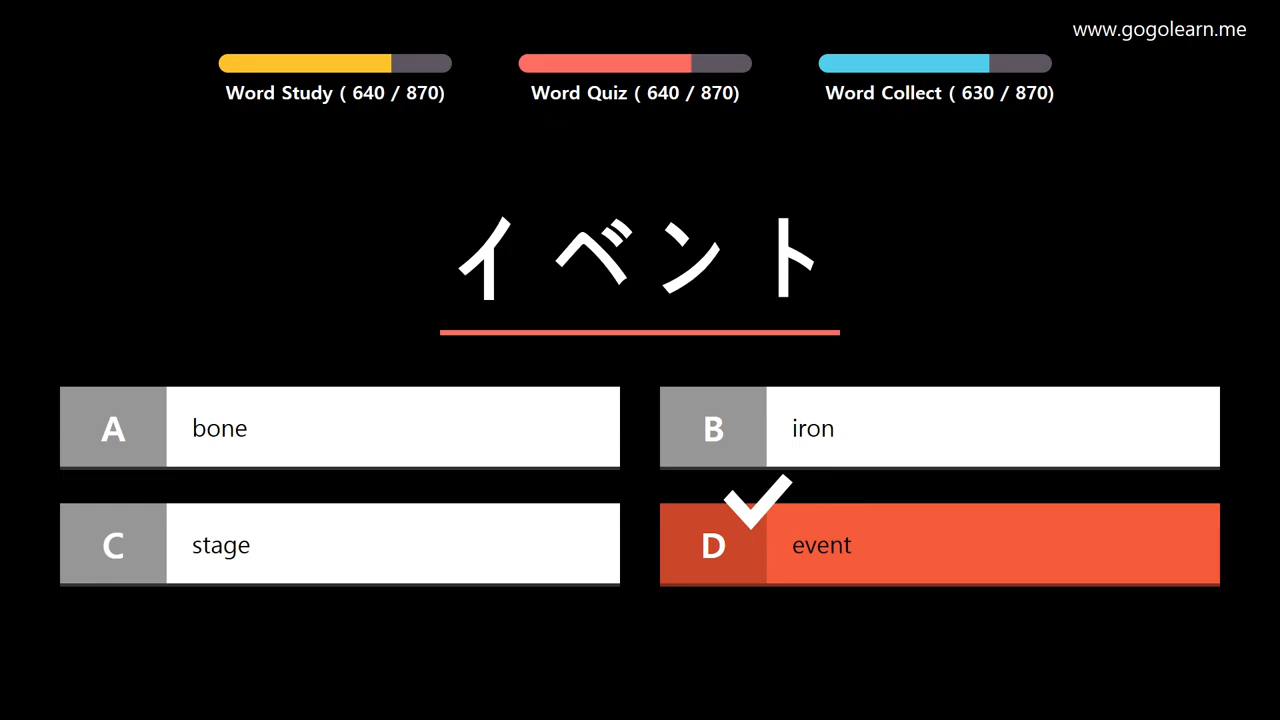 www.gogolearn.me
Word Study ( 640 / 870)
Word Quiz ( 640 / 870)
Word Collect ( 630 / 870)
イベント
A bone
B iron
C stage
D event